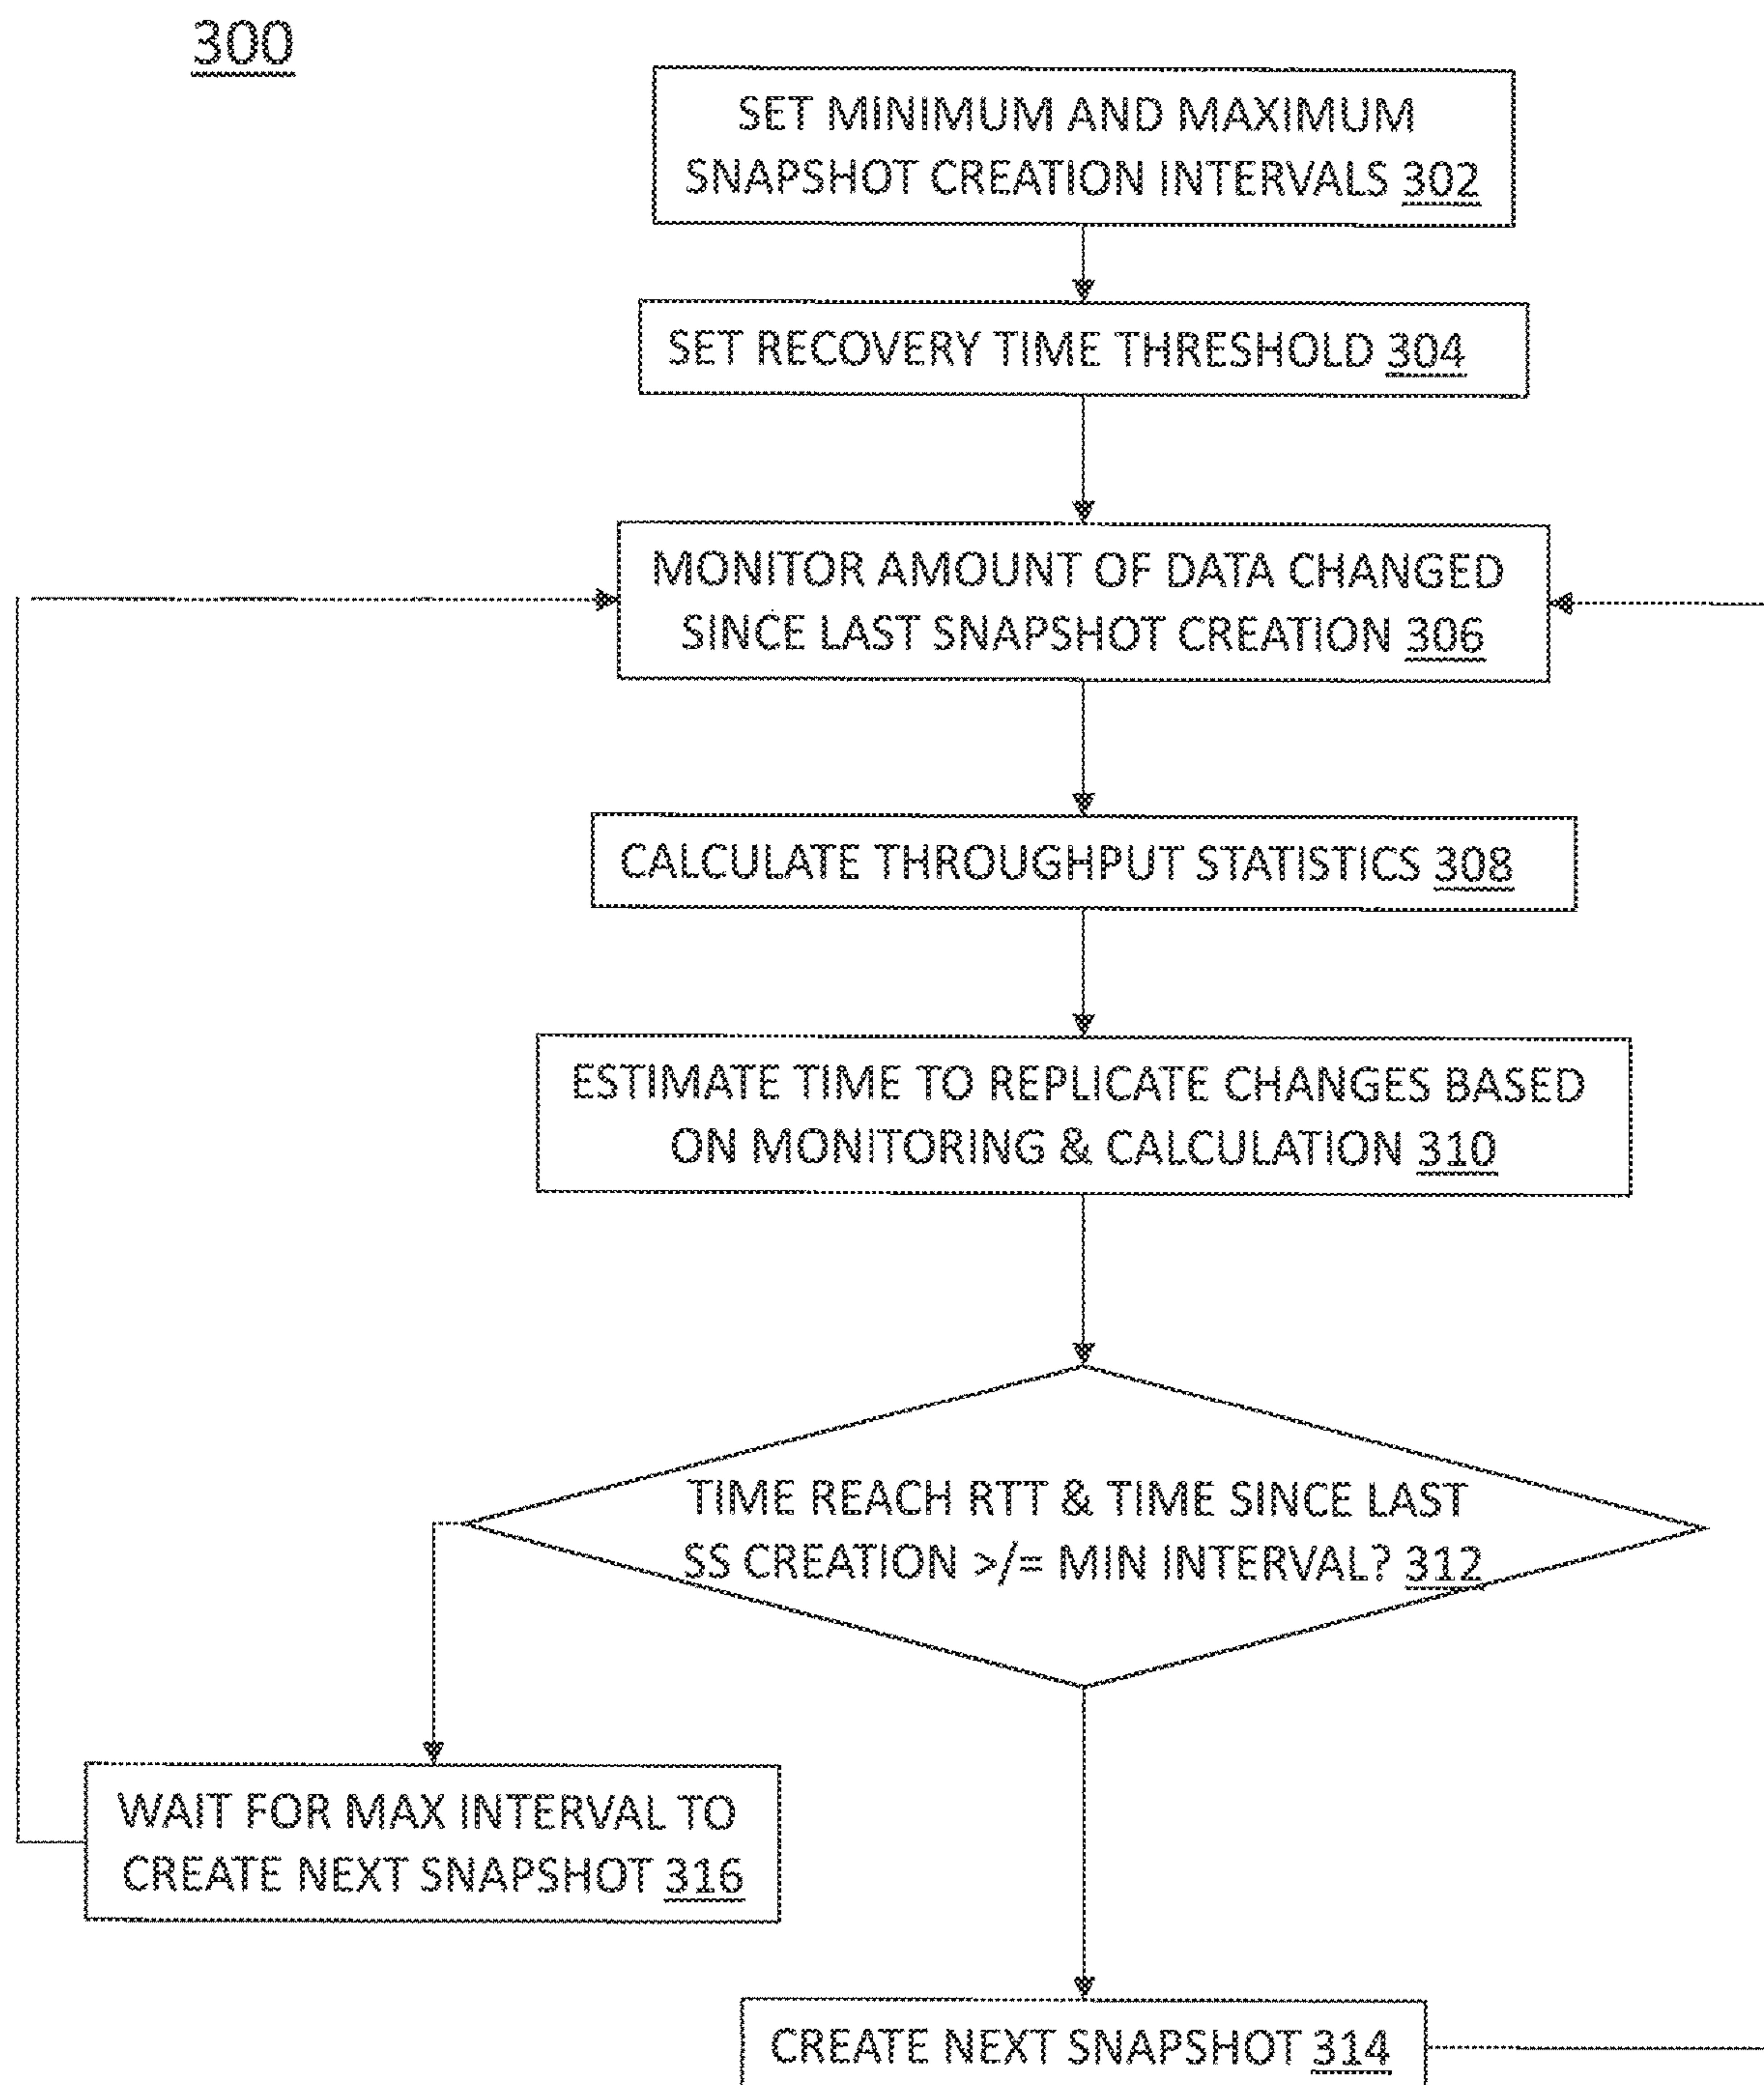 300
SET MINIMUM AND MAXIMUM
SNAPSHOT CREATION INTERVALS 302
SET RECOVERY TIME THRESHOLD 304
MONITOR AMOUNT OF DATA CHANGED
SINCE LAST SNAPSHOT CREATION 306
CALCULATE THROUGHPUT STATISTICS 308
ESTIMATE TIME TO REPLICATE CHANGES BASED
ON MONITORING & CALCULATION 310
TIME REACH RTT & TIME SINCE LAST
SS CREATION >/= MIN INTERVAL? 312
WAIT FOR MAX INTERVAL TO
CREATE NEXT SNAPSHOT 316
CREATE NEXT SNAPSHOT 314